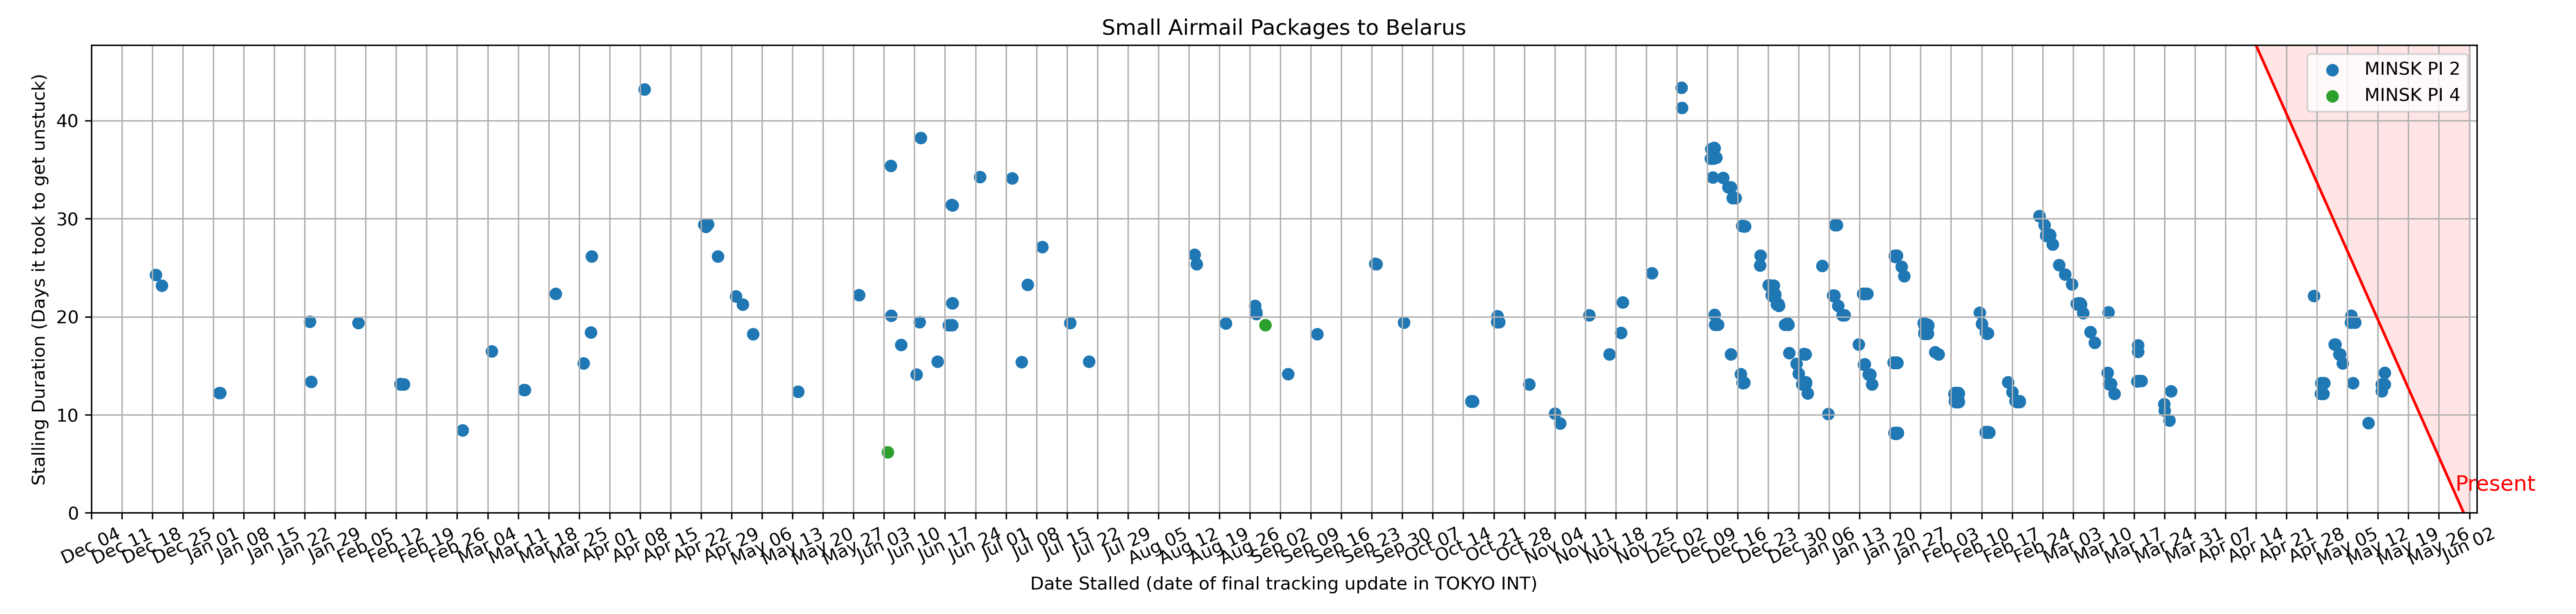 Small Airmail Packages to Belarus
Stalling Duration (Days it took to get unstuck)
40
30
20
10
0
MINSK PI 2
MINSK PI 4
Present
Dec 04 Dec 11 Dec 18 Dec 25 Jan 01 Jan 08 Jan 15 Jan 22 Jan 29 Feb 05 Feb 12 Feb 19 Feb 26 Mar 04 Mar 11 Mar 18 Mar 25 Apr 01 Apr 08 Apr 15 Apr 22 Apr 29 May 06 May 13 May 20 May 27 Jun 03 Jun 10 Jun 17 Jun 24 Jul 01 Jul 08 Jul 15 Jul 22 Jul 29 Aug 05 Aug 12 Aug 19 Aug 26 Sep 02 Sep 09 Sep 16 Sep 23 Sep 30 Oct 07 Oct 14 Oct 21 Oct 28 Nov 04 Nov 11 Nov 18 Nov 25 Dec 02 Dec 09 Dec 16 Dec 23 Dec 30 Jan 06 Jan 13 Jan 20 Jan 27 Feb 03 Feb 10 Feb 17 Feb 24 Mar 03 Mar 10 Mar 17 Mar 24 Mar 31 Apr 07 Apr 14 Apr 21 Apr 28 May 05 May 12 May 19 May 26 Jun 02
Date Stalled (date of final tracking update in TOKYO INT)